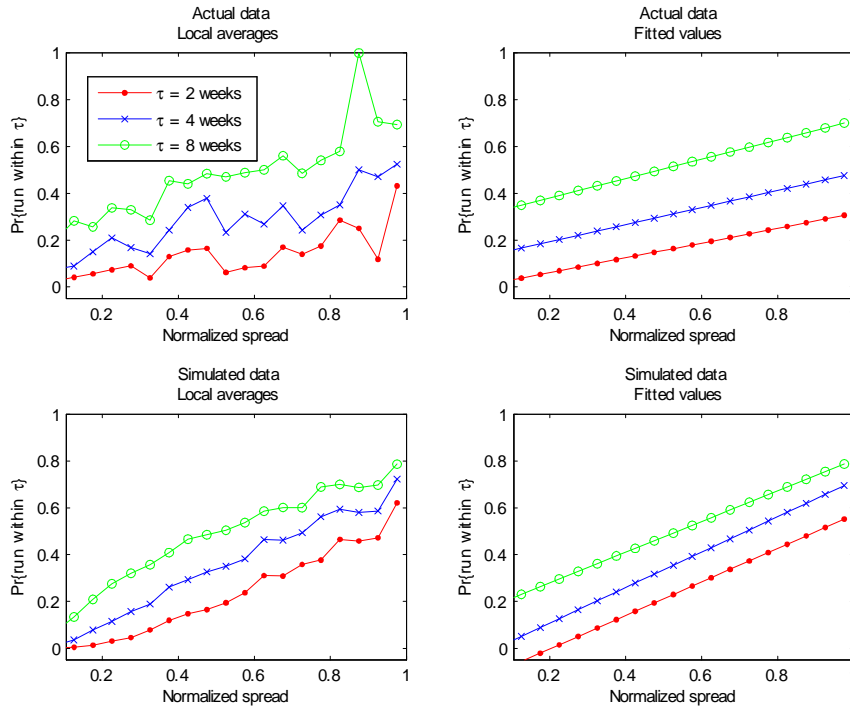 Actual data
Local averages
Pr{run within τ}
1
0.8
0.6
0.4
0.2
0
τ = 2 weeks
τ = 4 weeks
τ = 8 weeks
0.2 0.4 0.6 0.8 1
Normalized spread
Actual data
Fitted values
Pr{run within τ}
1
0.8
0.6
0.4
0.2
0
0.2 0.4 0.6 0.8
Normalized spread
Simulated data
Local averages
Pr{run within τ}
1
0.8
0.6
0.4
0.2
0
0.2 0.4 0.6 0.8 1
Normalized spread
Simulated data
Fitted values
Pr{run within τ}
1
0.8
0.6
0.4
0.2
0
0.2 0.4 0.6 0.8
Normalized spread